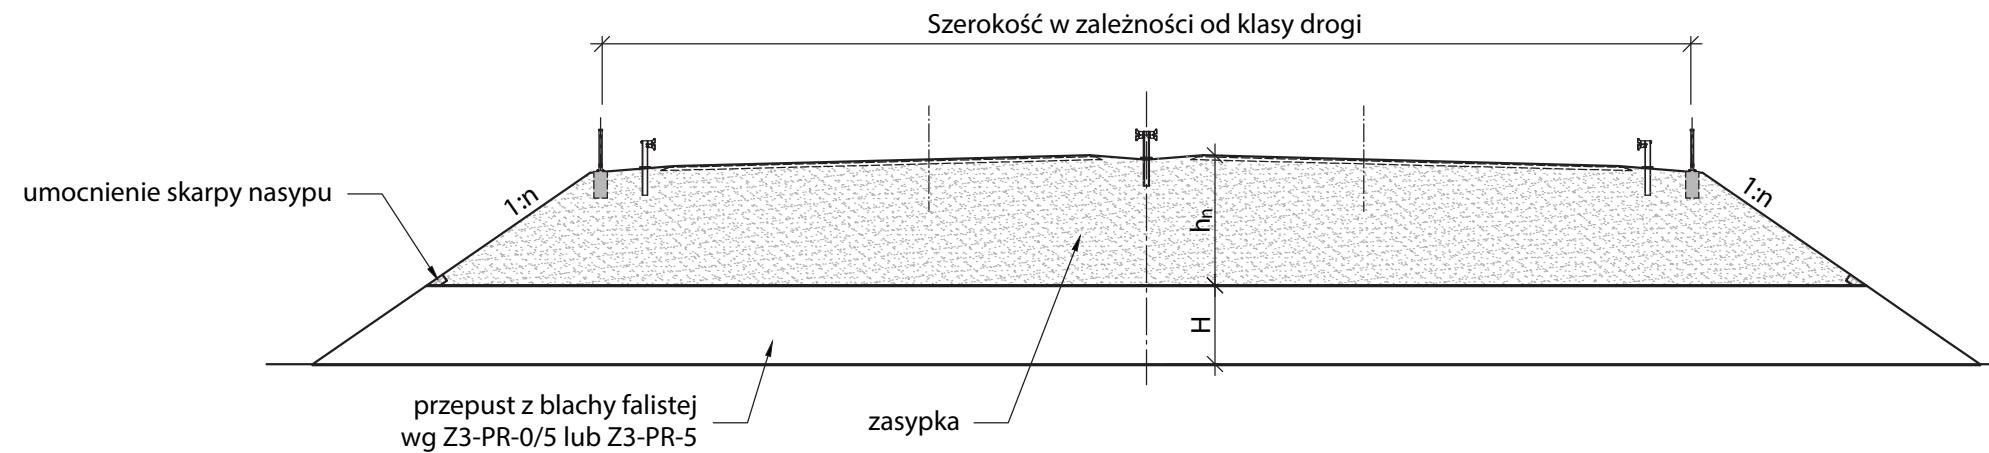 Szerokość w zależności od klasy drogi
umocnienie skarpy nasypu
1:n
1:n
hn
H
przepust z blachy falistej
wg Z3-PR-0/5 lub Z3-PR-5
zasypka